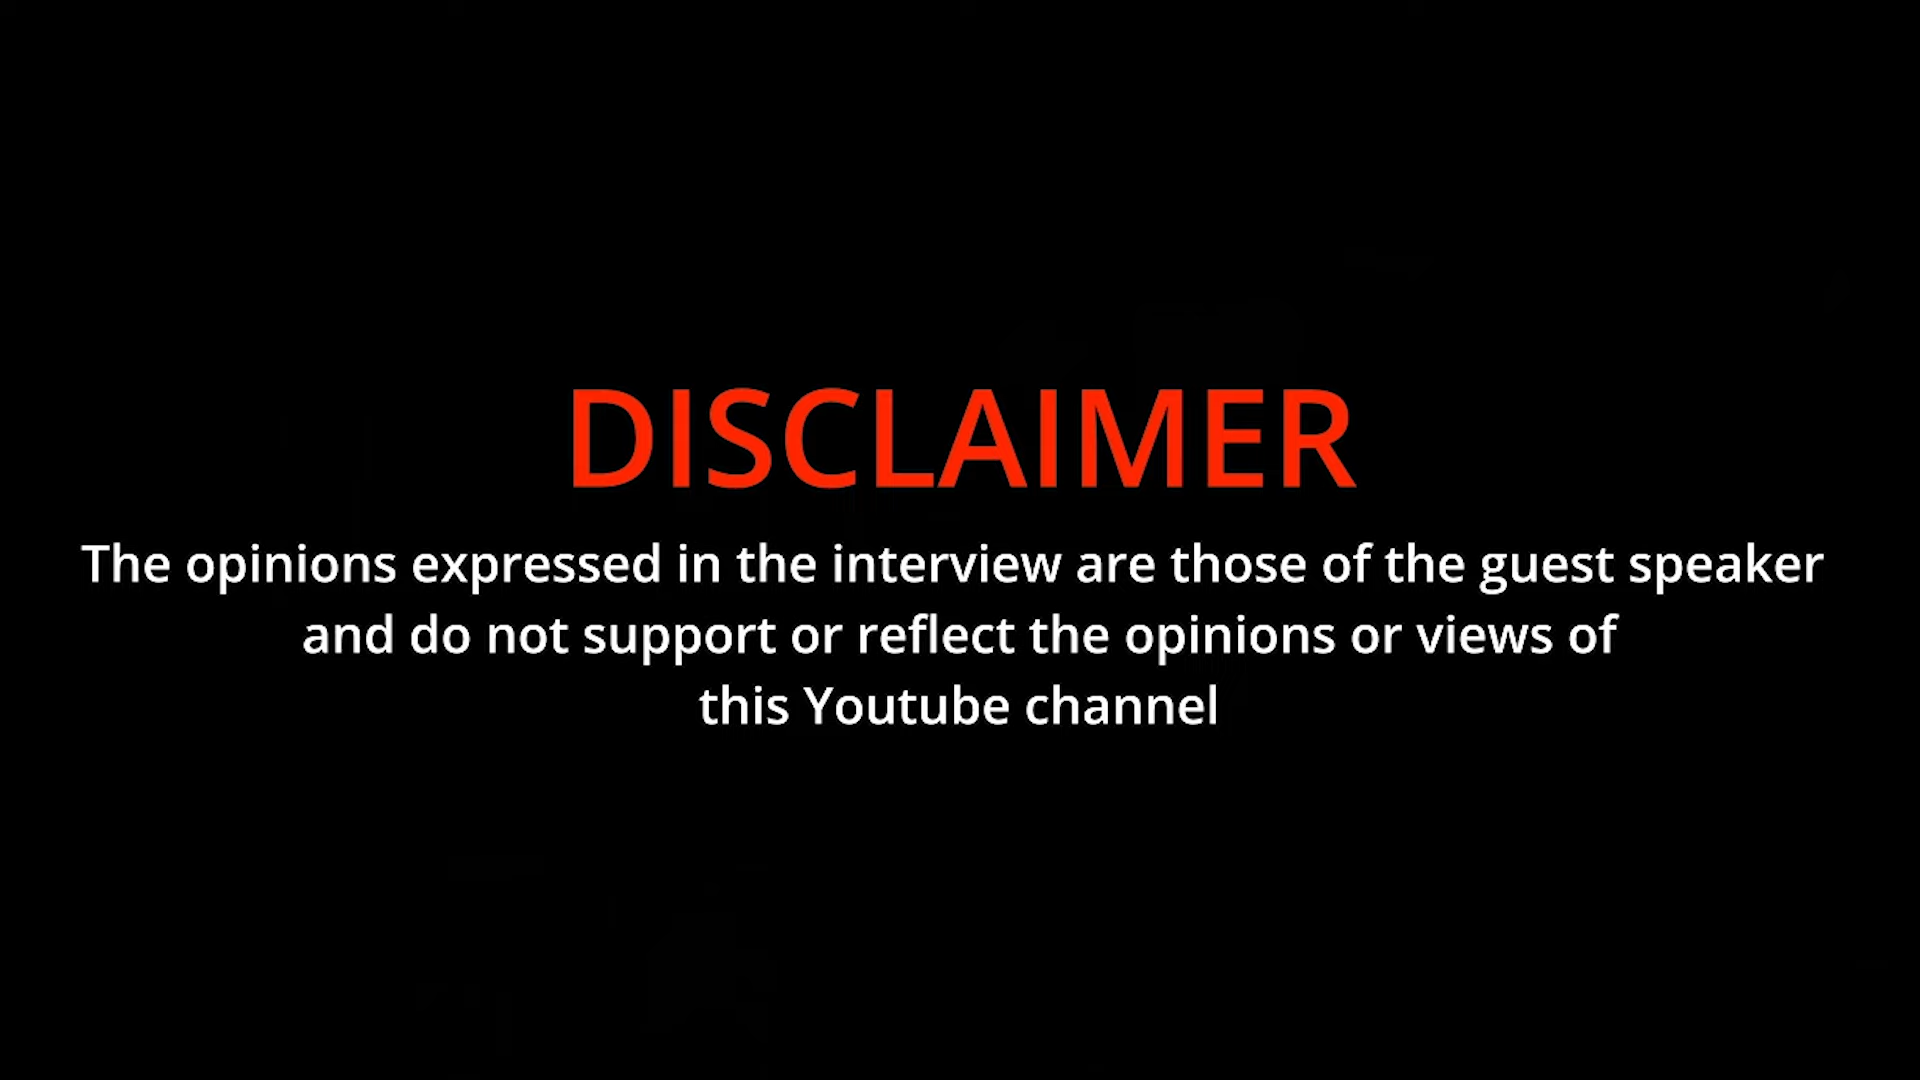 DISCLAIMER
The opinions expressed in the interview are those of the guest speaker
and do not support or reflect the opinions or views of
this Youtube channel